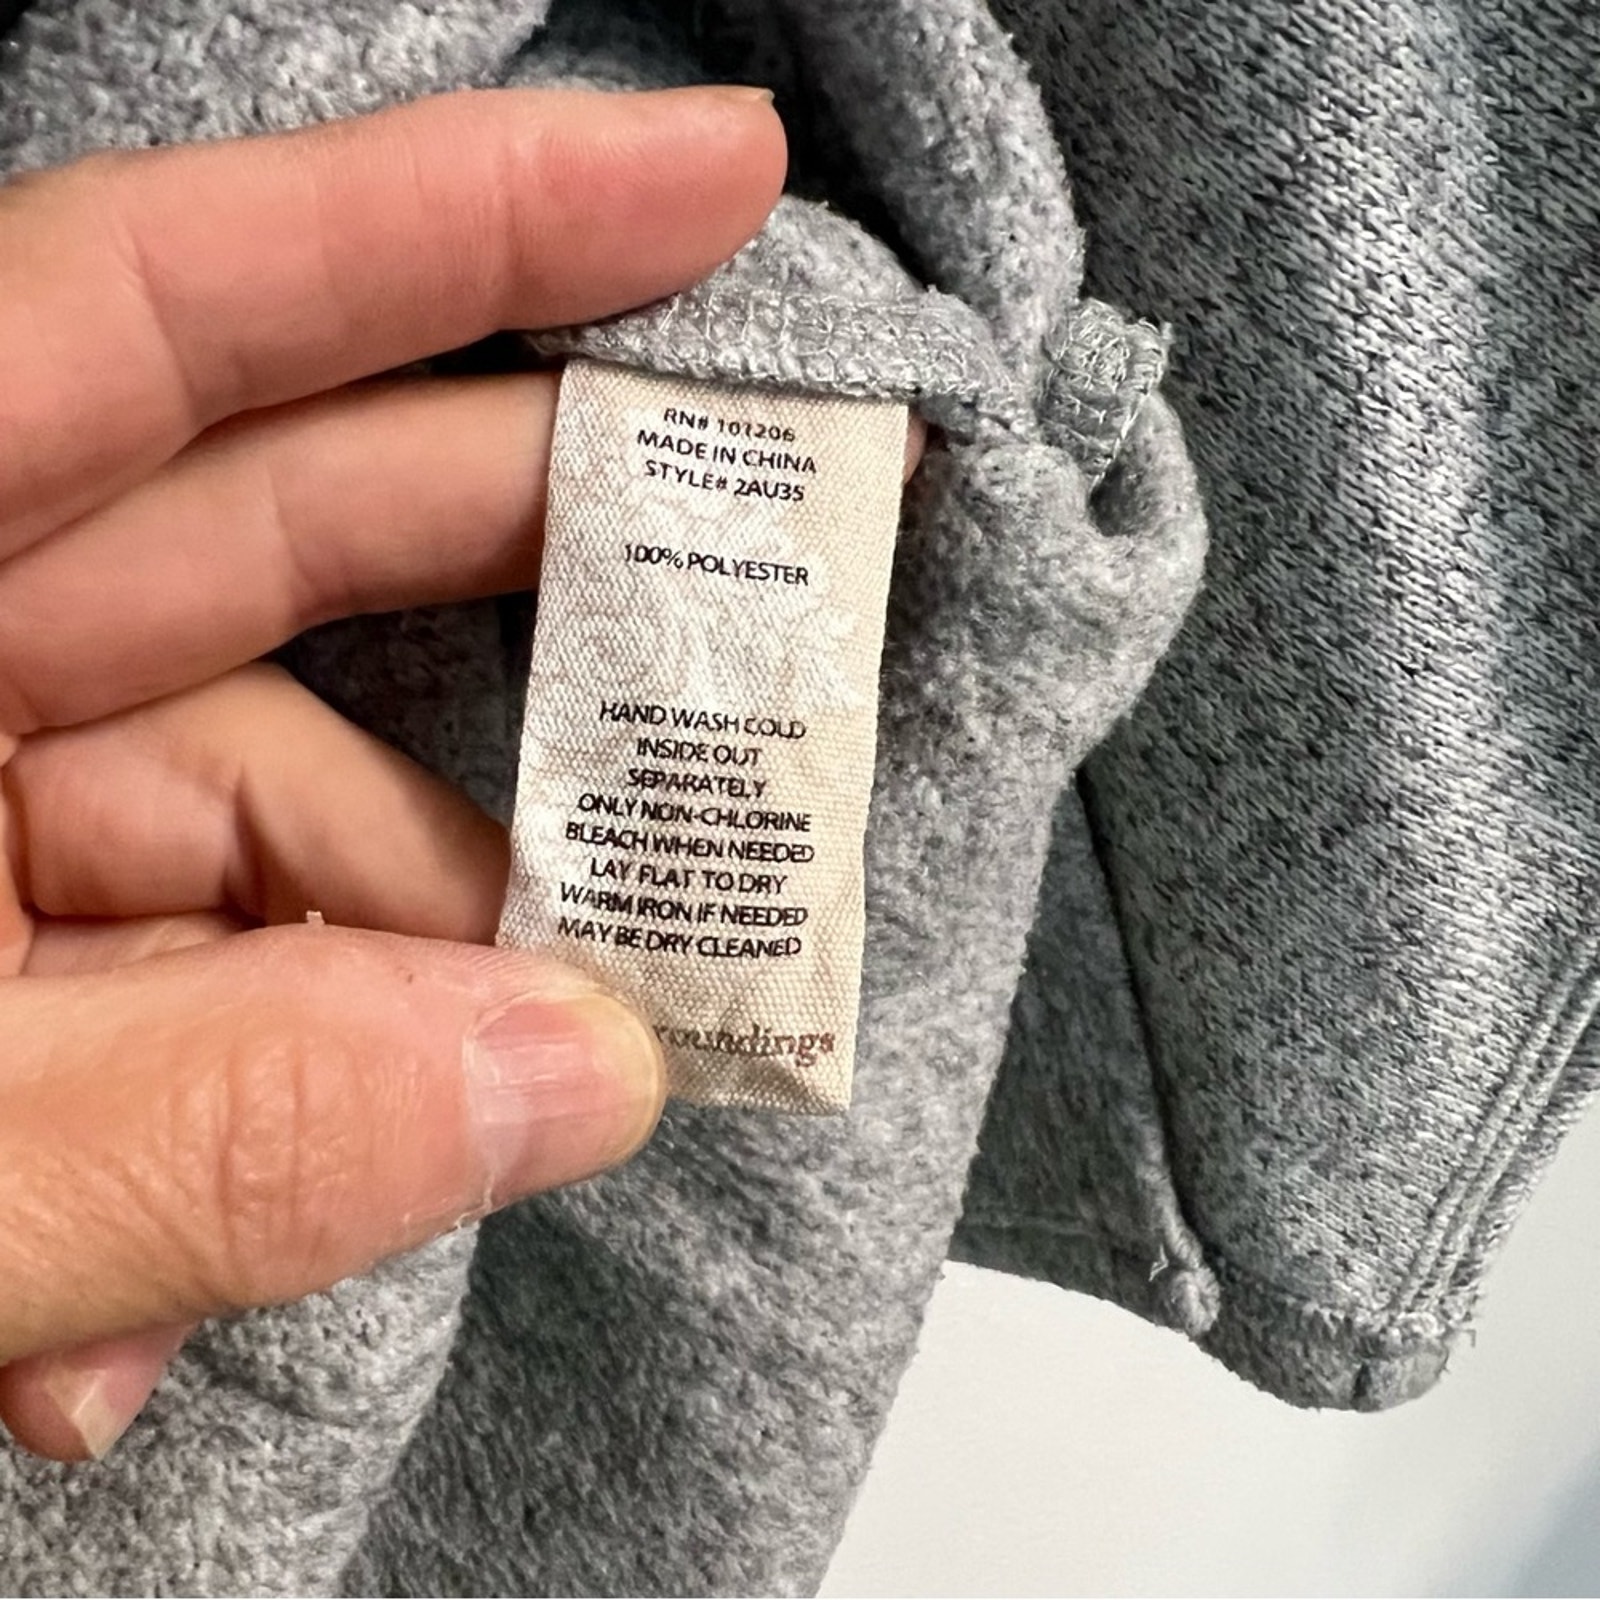 RN# 101206
MADE IN CHINA
STYLE# 2AU35
100% POLYESTER
HAND WASH COLD
INSIDE OUT
SEPARATELY
ONLY NON-CHLORINE
BLEACH WHEN NEEDED
LAY FLAT TO DRY
WARM IRON IF NEEDED
MAY BE DRY CLEANED
roundings